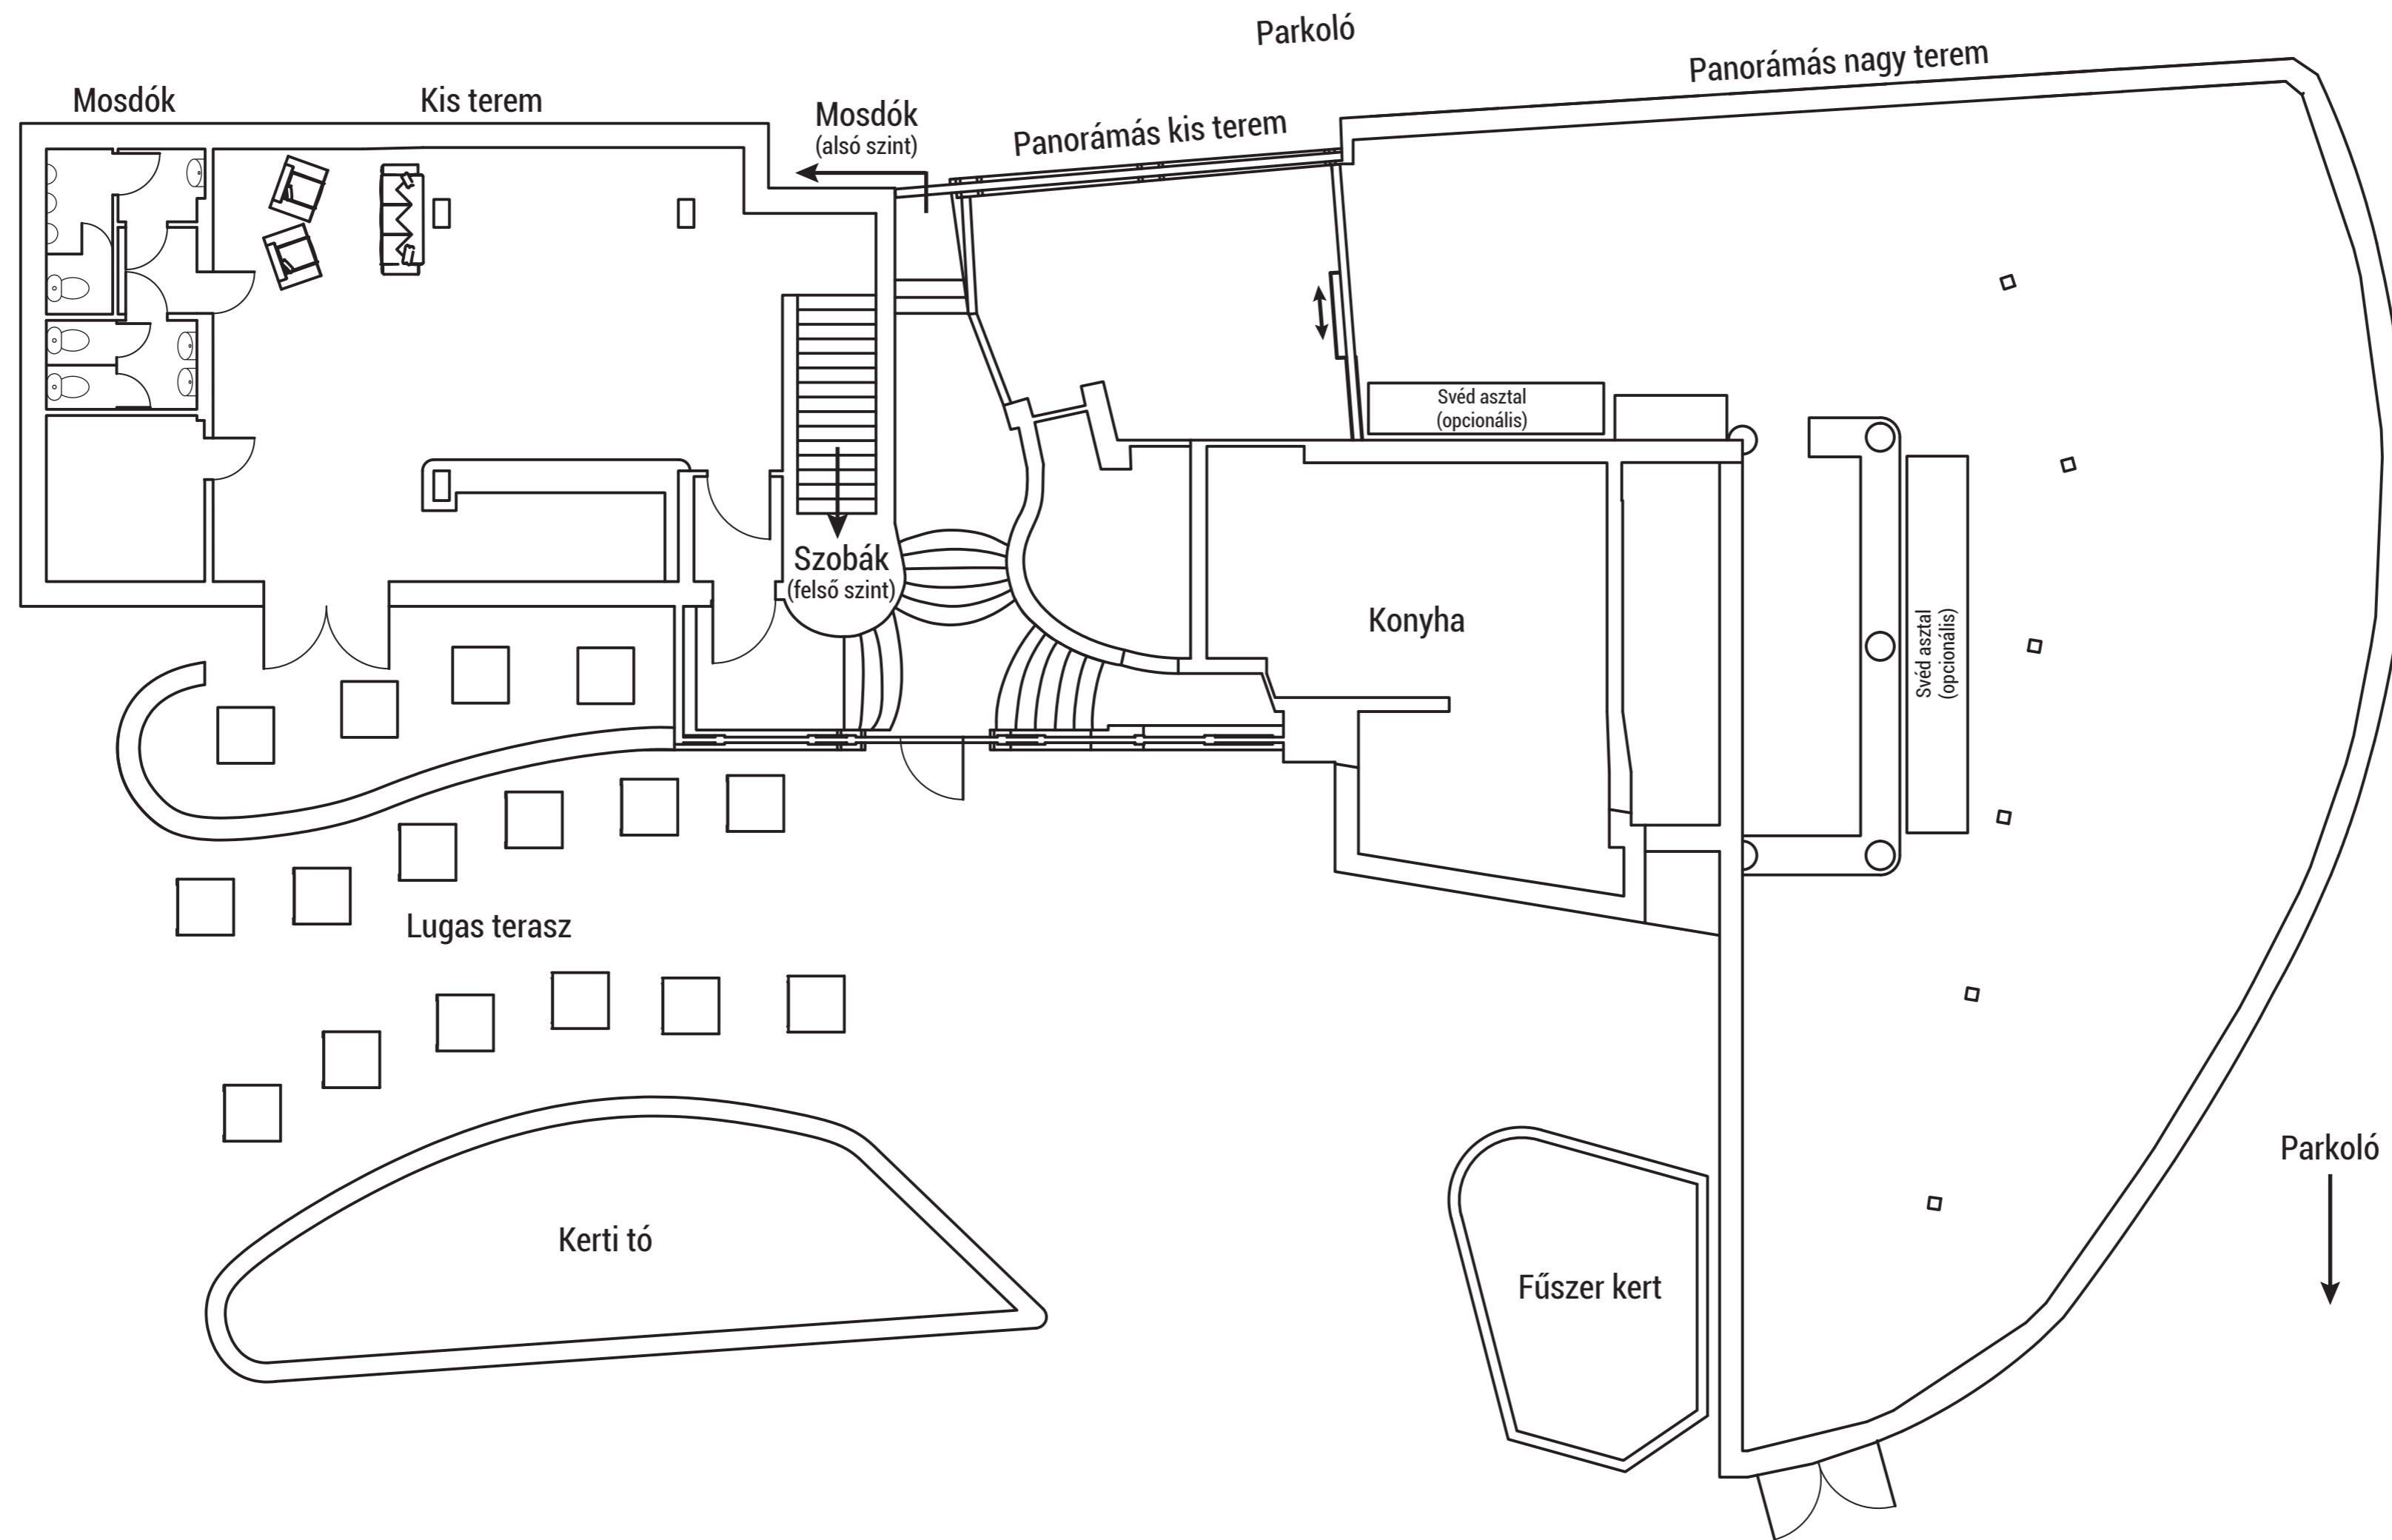 Parkoló
Panorámás nagy terem
Mosdók
Kis terem
Mosdók
(alsó szint)
Panorámás kis terem
Svéd asztal
(opcionális)
Szobák
(felső szint)
Konyha
Svéd asztal
(opcionális)
Lugas terasz
Parkoló
Kerti tó
Fűszer kert